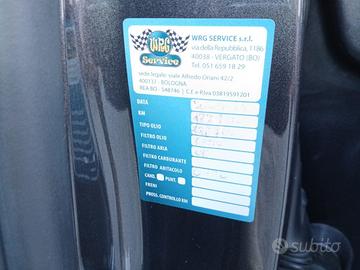 WRG
Service
WRG SERVICE s.r.l.
via della Repubblica, 1186
40038 - VERGATO (BO)
Tel. 051 659 18 29
sede legale: viale Alfredo Oriani 42/2
40137 - BOLOGNA
REA BO - 548746 | C.F. e P.Iva 03819591201
DATA
KM
TIPO OLIO
FILTRO OLIO
FILTRO ARIA
FILTRO CARBURANTE
FILTRO ABITACOLO
CAND. PUNT.
FRENI
PROSS. CONTROLLO KM
subito